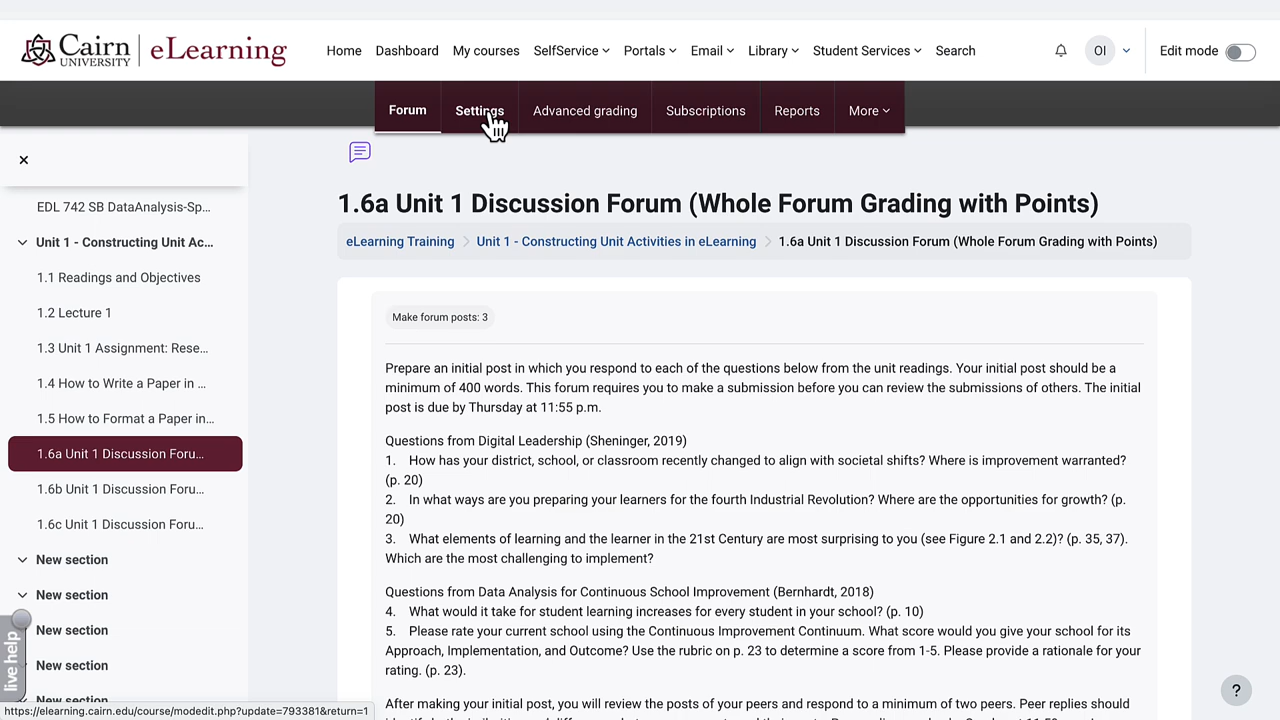 Cairn UNIVERSITY eLearning
Home Dashboard My courses SelfService Portals Email Library Student Services Search OI Edit mode
Forum Settings Advanced grading Subscriptions Reports More
EDL 742 SB DataAnalysis-Sp...
Unit 1 - Constructing Unit Ac...
1.1 Readings and Objectives
1.2 Lecture 1
1.3 Unit 1 Assignment: Rese...
1.4 How to Write a Paper in ...
1.5 How to Format a Paper in...
1.6a Unit 1 Discussion Foru...
1.6b Unit 1 Discussion Foru...
1.6c Unit 1 Discussion Foru...
New section
New section
New section
New section
New section
live help
https://elearning.cairn.edu/course/modedit.php?update=793381&return=1
1.6a Unit 1 Discussion Forum (Whole Forum Grading with Points)
eLearning Training Unit 1 - Constructing Unit Activities in eLearning 1.6a Unit 1 Discussion Forum (Whole Forum Grading with Points)
Make forum posts: 3
Prepare an initial post in which you respond to each of the questions below from the unit readings. Your initial post should be a
minimum of 400 words. This forum requires you to make a submission before you can review the submissions of others. The initial
post is due by Thursday at 11:55 p.m.
Questions from Digital Leadership (Sheninger, 2019)
1. How has your district, school, or classroom recently changed to align with societal shifts? Where is improvement warranted?
(p. 20)
2. In what ways are you preparing your learners for the fourth Industrial Revolution? Where are the opportunities for growth? (p.
20)
3. What elements of learning and the learner in the 21st Century are most surprising to you (see Figure 2.1 and 2.2)? (p. 35, 37).
Which are the most challenging to implement?
Questions from Data Analysis for Continuous School Improvement (Bernhardt, 2018)
4. What would it take for student learning increases for every student in your school? (p. 10)
5. Please rate your current school using the Continuous Improvement Continuum. What score would you give your school for its
Approach, Implementation, and Outcome? Use the rubric on p. 23 to determine a score from 1-5. Please provide a rationale for your
rating. (p. 23).
After making your initial post, you will review the posts of your peers and respond to a minimum of two peers. Peer replies should
?